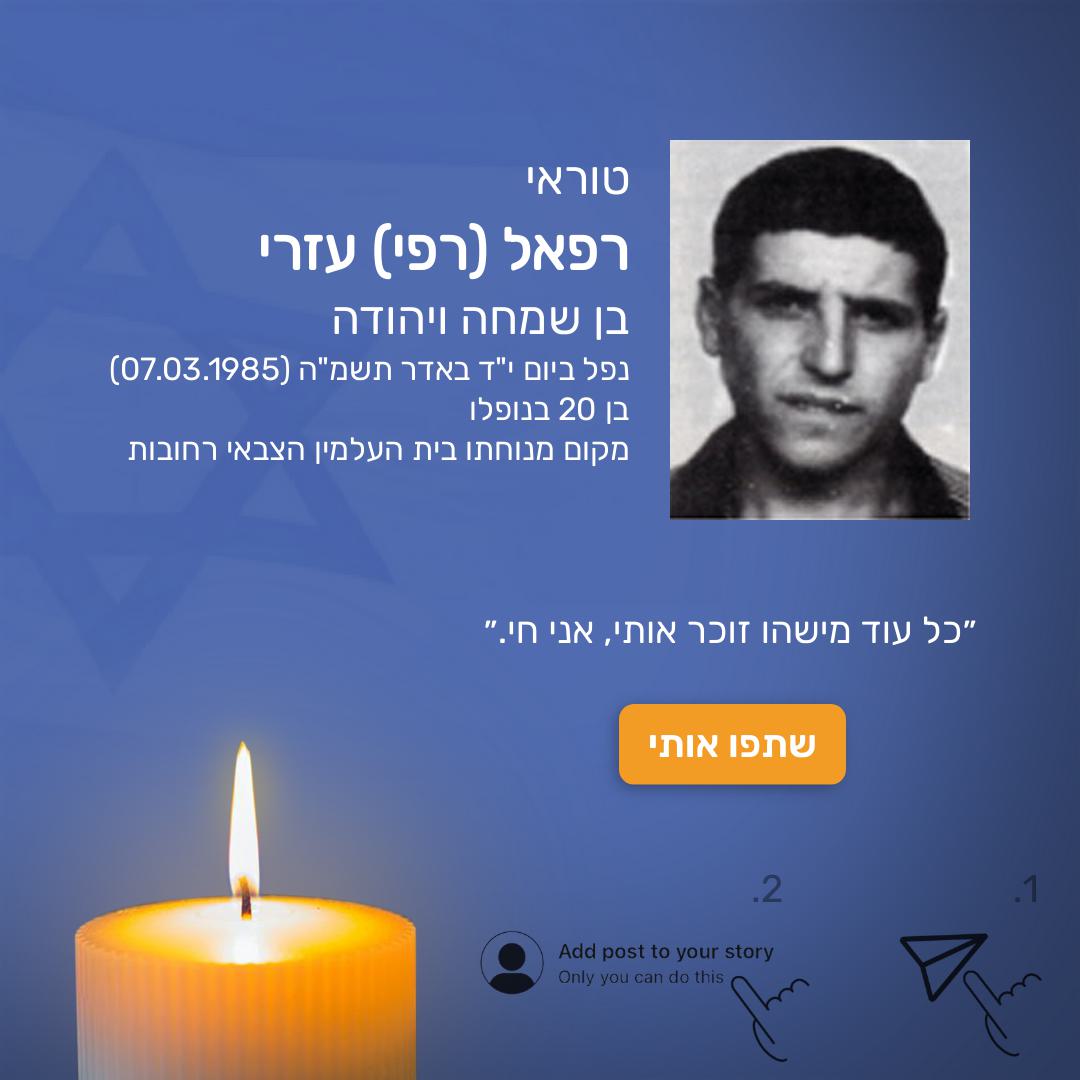 טוראי
רפאל (רפי) עזרי
בן שמחה ויהודה
נפל ביום י"ד באדר תשמ"ה (07.03.1985)
בן 20 בנופלו
מקום מנוחתו בית העלמין הצבאי רחובות
״כל עוד מישהו זוכר אותי, אני חי.״
שתפו אותי
.1
.2
Add post to your story
Only you can do this